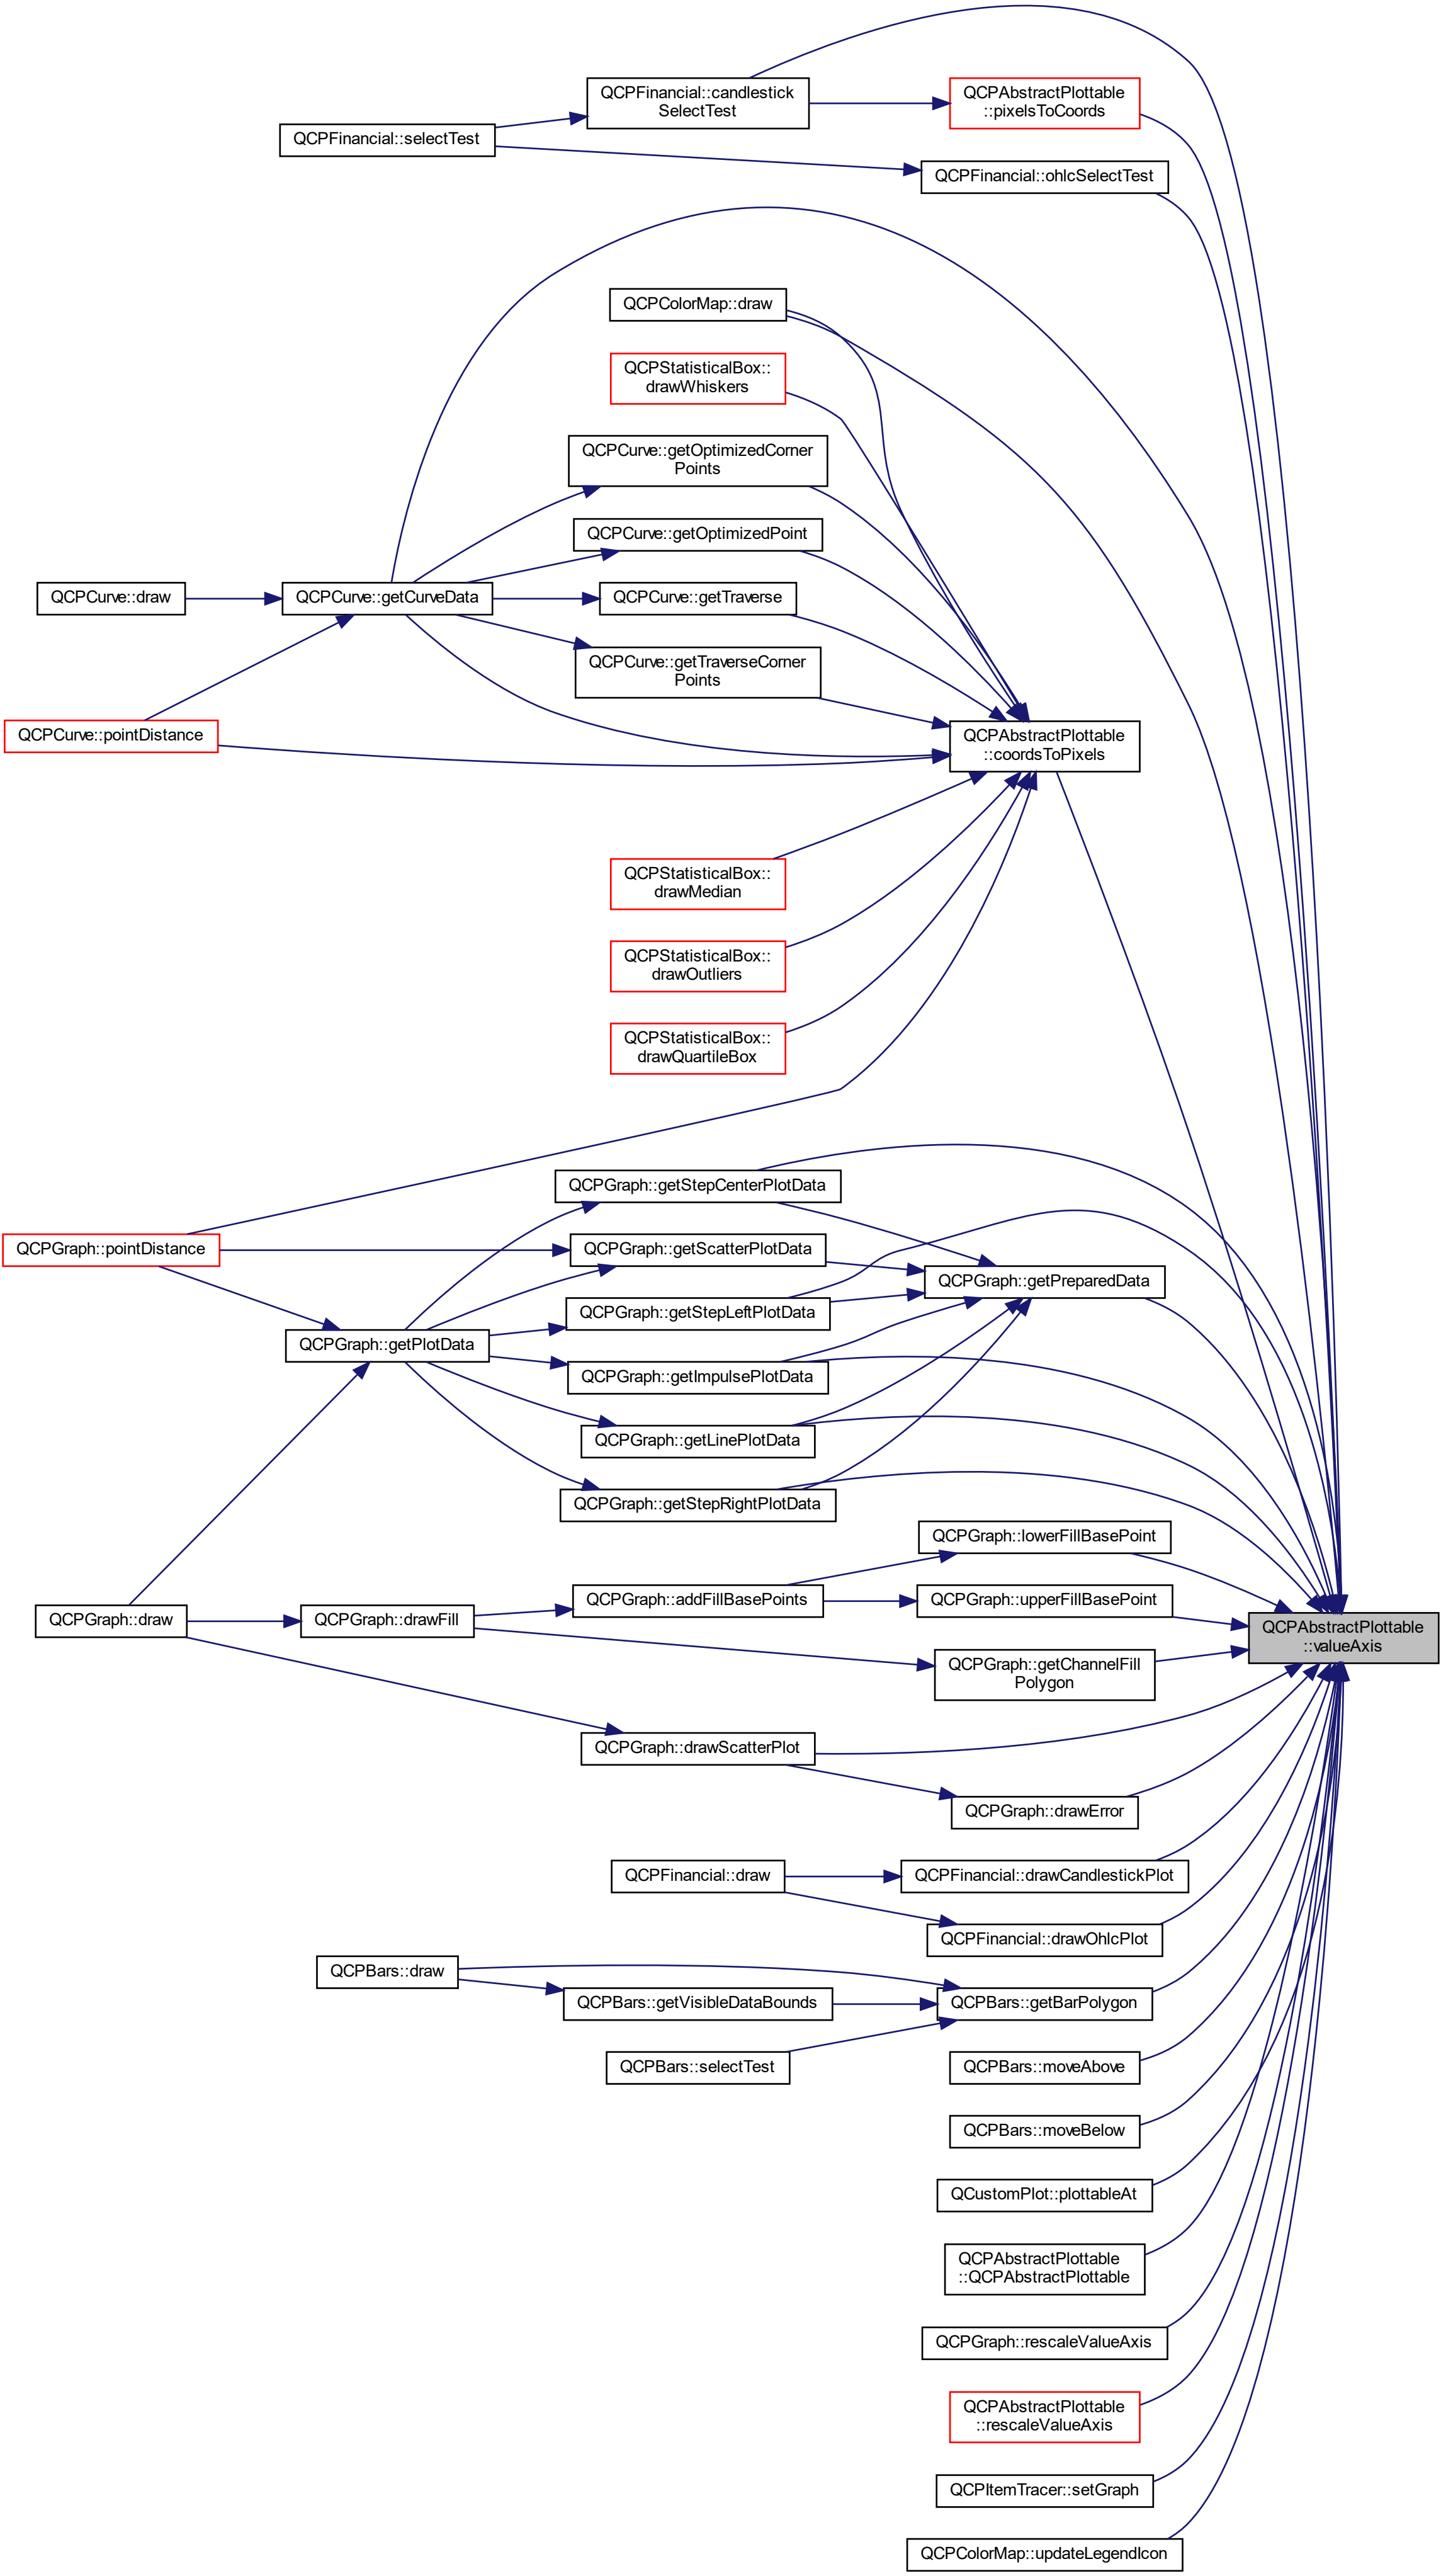 QCPFinancial::candlestick
SelectTest
QCPAbstractPlottable
::pixelsToCoords
QCPFinancial::selectTest
QCPFinancial::ohlcSelectTest
QCPColorMap::draw
QCPStatisticalBox::
drawWhiskers
QCPCurve::getOptimizedCorner
Points
QCPCurve::getOptimizedPoint
QCPCurve::draw
QCPCurve::getCurveData
QCPCurve::getTraverse
QCPCurve::getTraverseCorner
Points
QCPCurve::pointDistance
QCPAbstractPlottable
::coordsToPixels
QCPStatisticalBox::
drawMedian
QCPStatisticalBox::
drawOutliers
QCPStatisticalBox::
drawQuartileBox
QCPGraph::getStepCenterPlotData
QCPGraph::pointDistance
QCPGraph::getScatterPlotData
QCPGraph::getPreparedData
QCPGraph::getStepLeftPlotData
QCPGraph::getPlotData
QCPGraph::getImpulsePlotData
QCPGraph::getLinePlotData
QCPGraph::getStepRightPlotData
QCPGraph::lowerFillBasePoint
QCPGraph::draw
QCPGraph::drawFill
QCPGraph::addFillBasePoints
QCPGraph::upperFillBasePoint
QCPAbstractPlottable
::valueAxis
QCPGraph::getChannelFill
Polygon
QCPGraph::drawScatterPlot
QCPGraph::drawError
QCPFinancial::draw
QCPFinancial::drawCandlestickPlot
QCPFinancial::drawOhlcPlot
QCPBars::draw
QCPBars::getVisibleDataBounds
QCPBars::getBarPolygon
QCPBars::selectTest
QCPBars::moveAbove
QCPBars::moveBelow
QCustomPlot::plottableAt
QCPAbstractPlottable
::QCPAbstractPlottable
QCPGraph::rescaleValueAxis
QCPAbstractPlottable
::rescaleValueAxis
QCPItemTracer::setGraph
QCPColorMap::updateLegendIcon